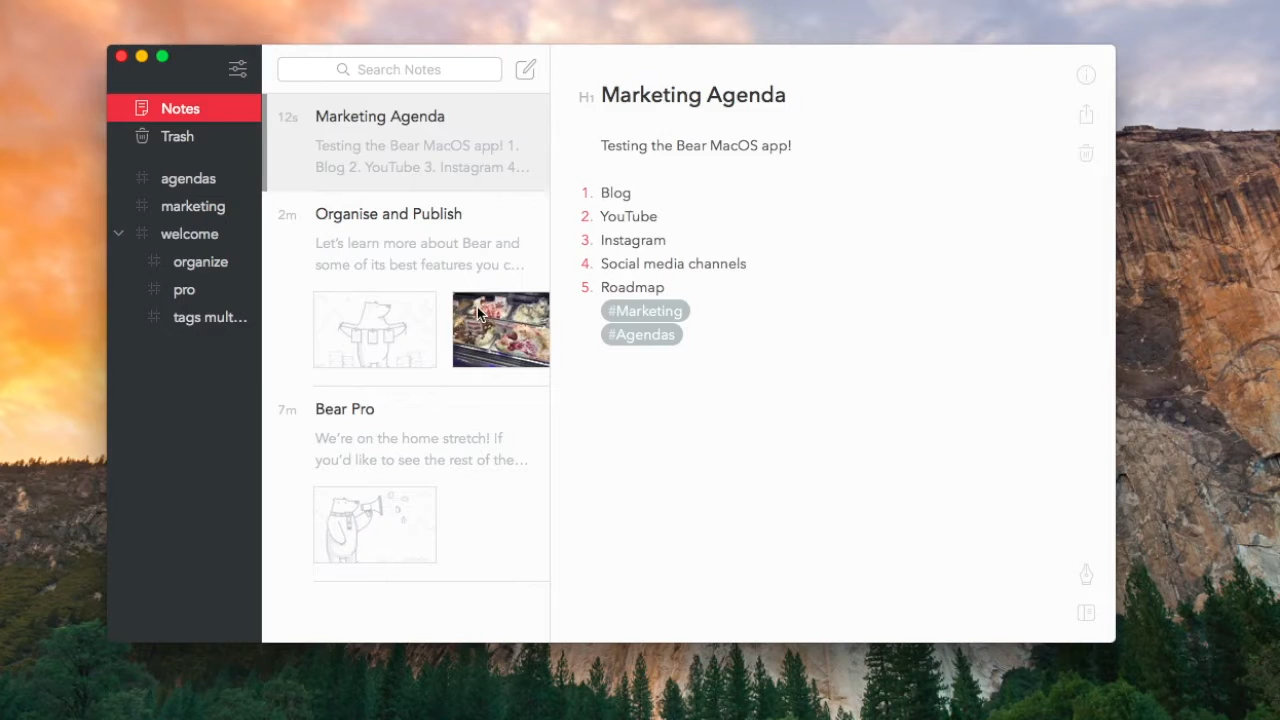 Notes
Trash
agendas
marketing
welcome
organize
pro
tags mult...
Search Notes
12s Marketing Agenda
Testing the Bear MacOS app! 1.
Blog 2. YouTube 3. Instagram 4...
2m Organise and Publish
Let's learn more about Bear and
some of its best features you c...
7m Bear Pro
We're on the home stretch! If
you'd like to see the rest of the...
H1 Marketing Agenda
Testing the Bear MacOS app!
1. Blog
2. YouTube
3. Instagram
4. Social media channels
5. Roadmap
#Marketing
#Agendas